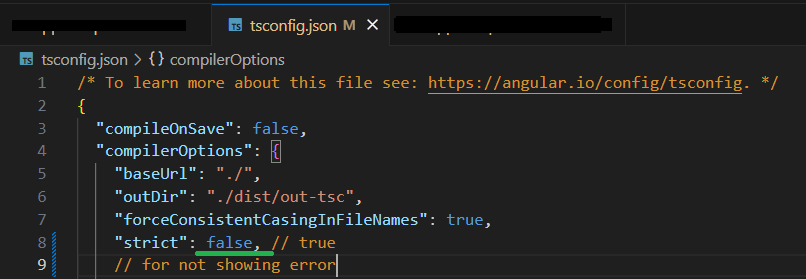 TS tsconfig.json M ×
TS tsconfig.json > {} compilerOptions
1 /* To learn more about this file see: https://angular.io/config/tsconfig. */
2 {
3 "compileOnSave": false,
4 "compilerOptions": {
5 "baseUrl": "./",
6 "outDir": "./dist/out-tsc",
7 "forceConsistentCasingInFileNames": true,
8 "strict": false, // true
9 // for not showing error